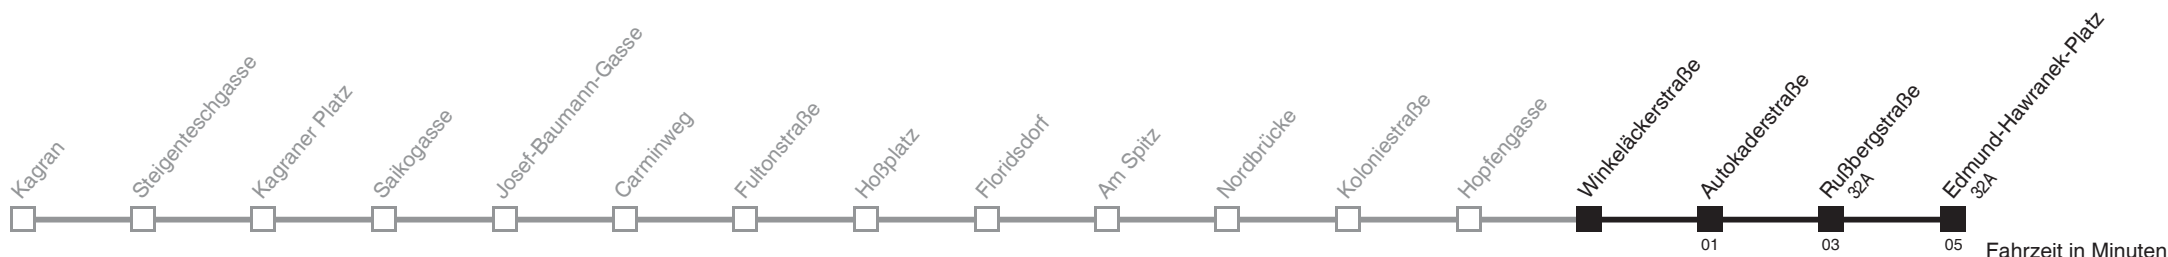 Kagran
Steigenteschgasse
Kagraner Platz
Saikogasse
Josef-Baumann-Gasse
Carminweg
Fultonstraße
Hoßplatz
Floridsdorf
Am Spitz
Nordbrücke
Koloniestraße
Hopfengasse
Winkeläckerstraße
Autokaderstraße
Rußbergstraße
32A
Edmund-Hawranek-Platz
32A
01
03
05
Fahrzeit in Minuten